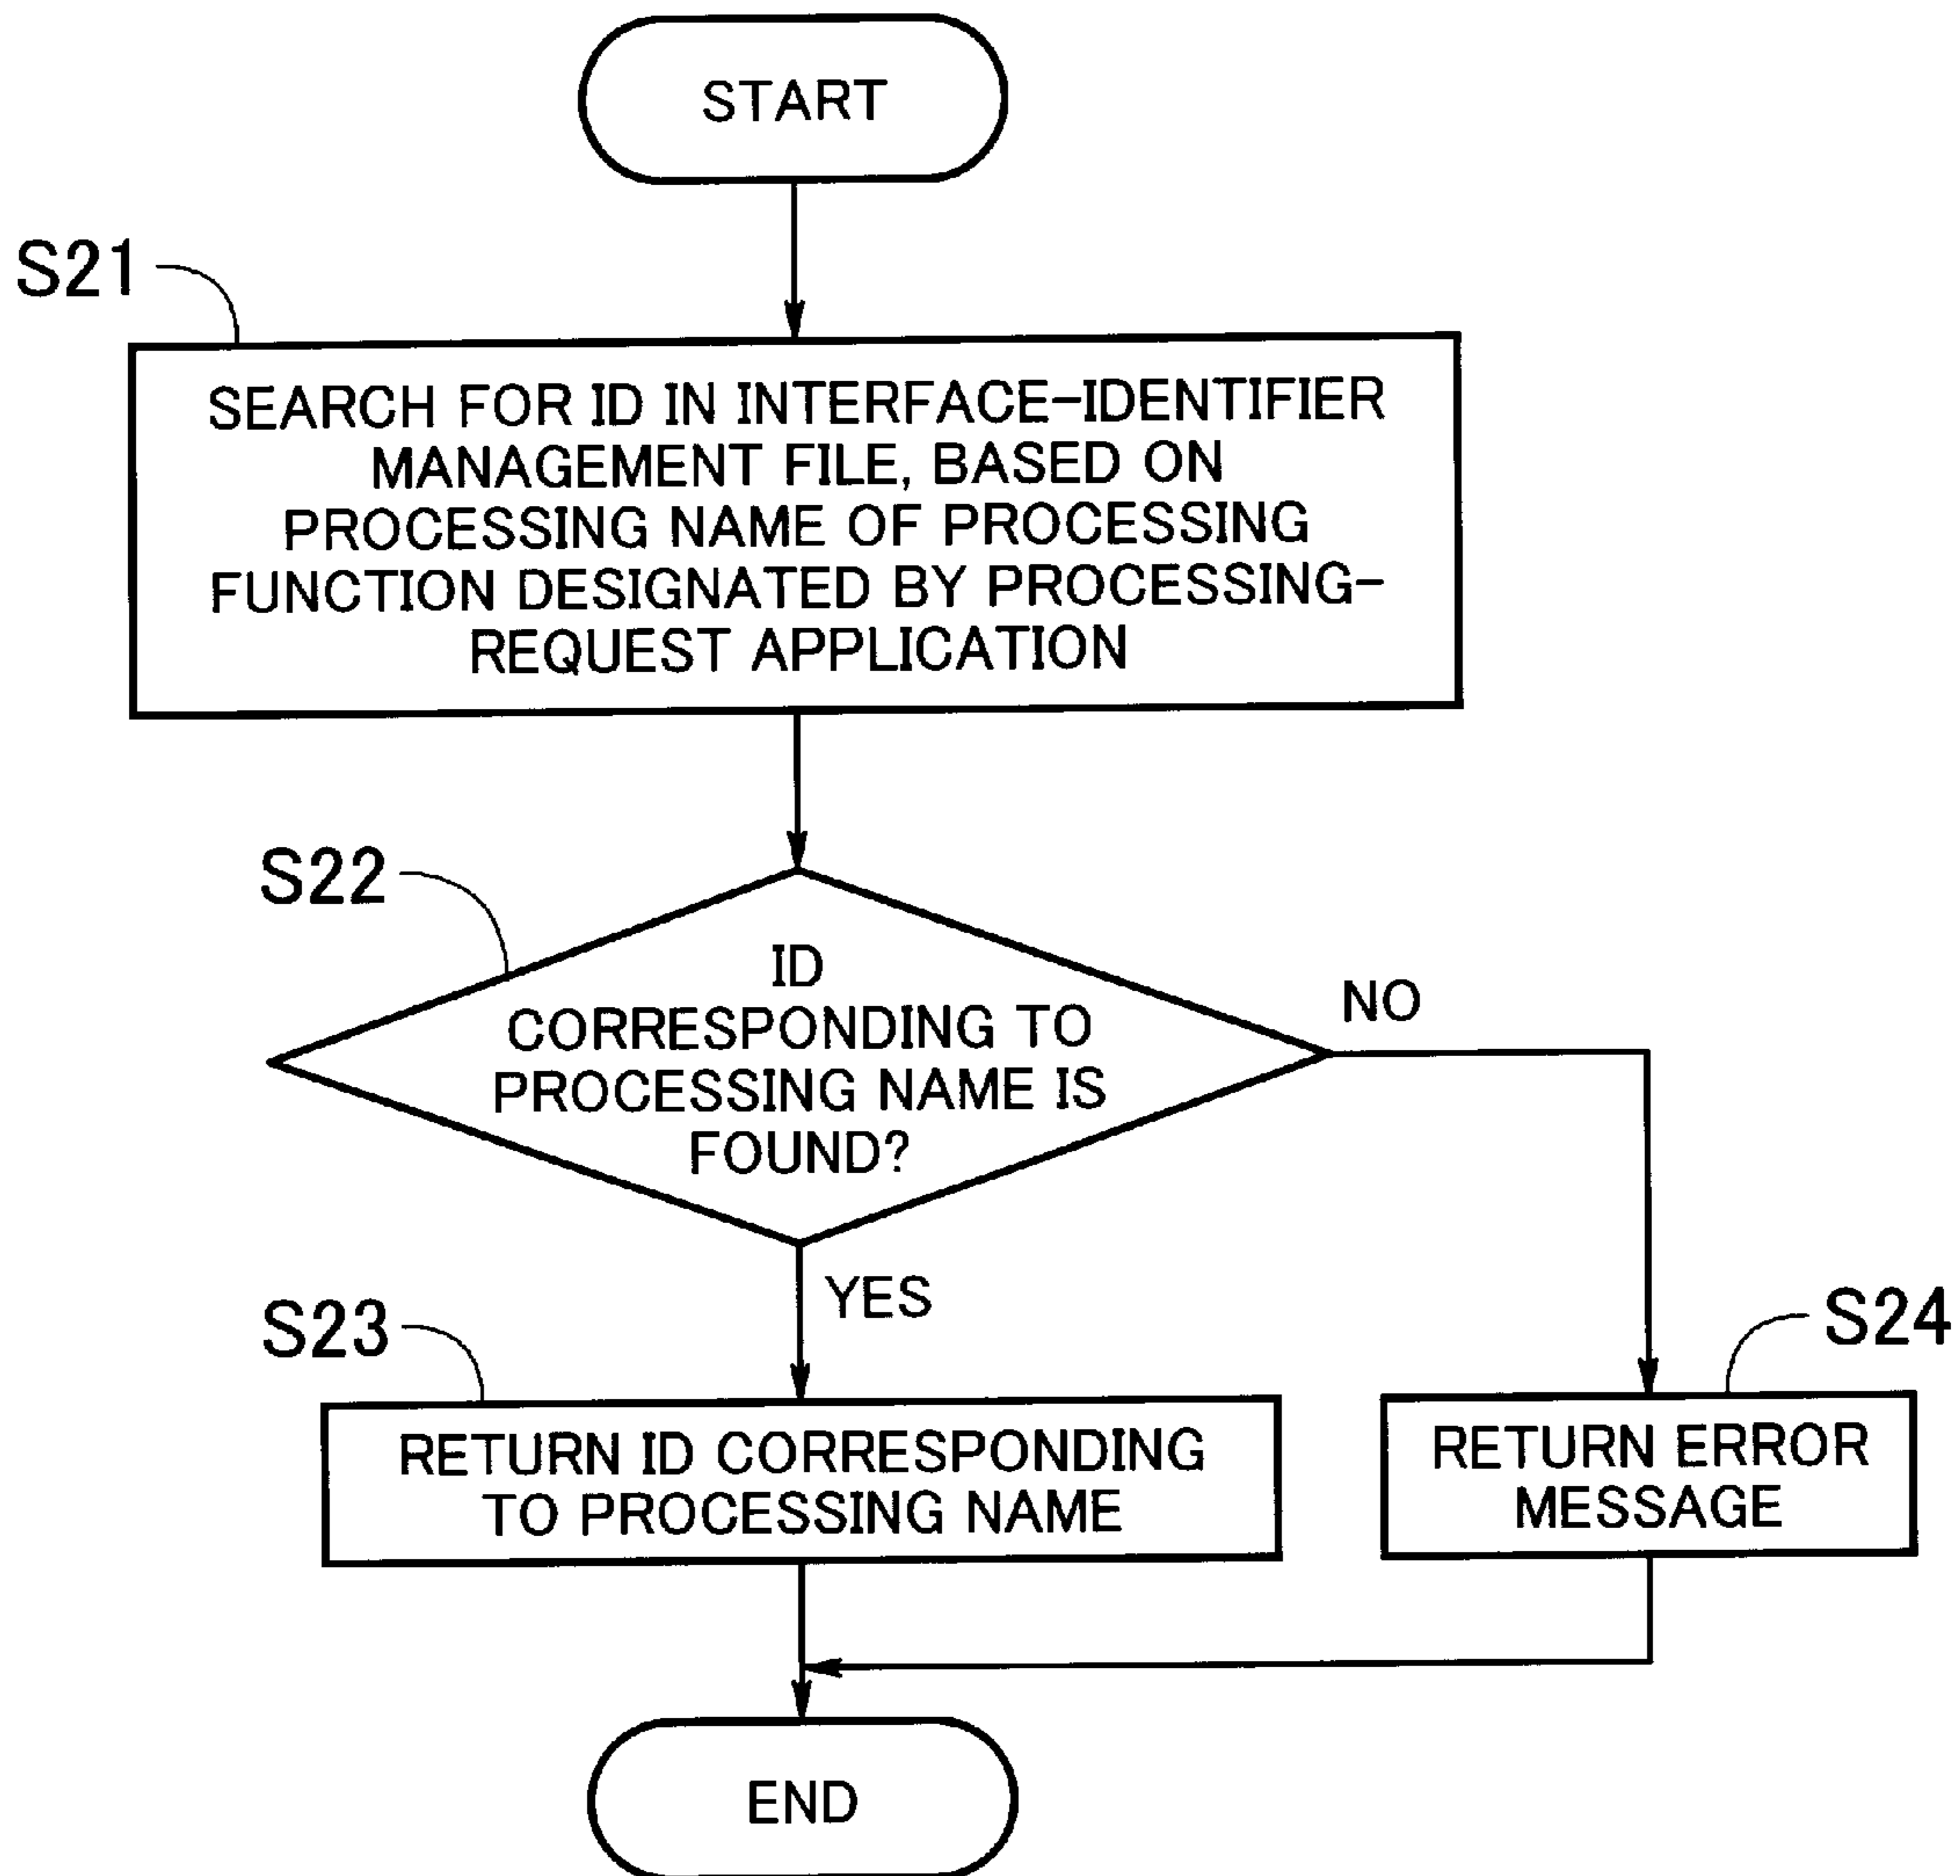 START
S21
SEARCH FOR ID IN INTERFACE-IDENTIFIER
MANAGEMENT FILE, BASED ON
PROCESSING NAME OF PROCESSING
FUNCTION DESIGNATED BY PROCESSING-
REQUEST APPLICATION
S22
ID
CORRESPONDING TO
PROCESSING NAME IS
FOUND?
NO
YES
S23
RETURN ID CORRESPONDING
TO PROCESSING NAME
S24
RETURN ERROR
MESSAGE
END